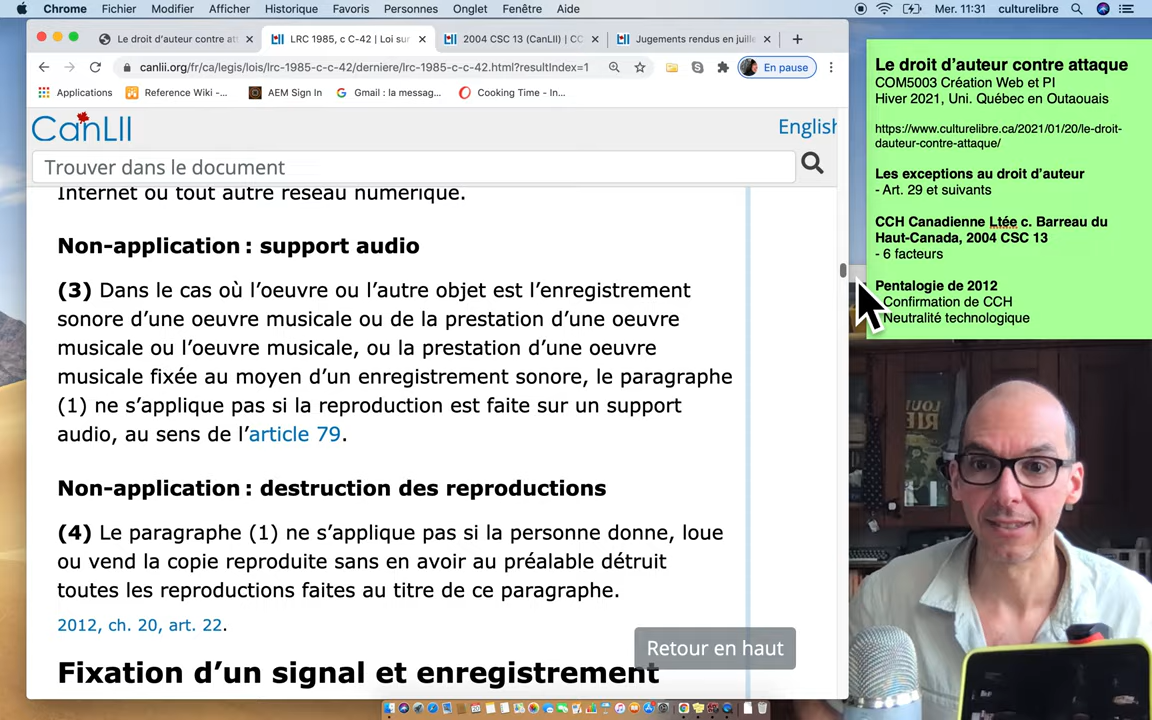 Chrome Fichier Modifier Afficher Historique Favoris Personnes Onglet Fenêtre Aide
Mer. 11:31 culturelibre
Le droit d'auteur contre at
LRC 1985, c C-42 | Loi sur
2004 CSC 13 (CanLII) | CC
Jugements rendus en juille
canlii.org/fr/ca/legis/lois/lrc-1985-c-c-42/derniere/lrc-1985-c-c-42.html?resultIndex=1
En pause
Applications
Reference Wiki -...
AEM Sign In
Gmail : la messag...
Cooking Time - In...
CanLII
English
Trouver dans le document
Internet ou tout autre réseau numérique.
Non-application : support audio
(3) Dans le cas où l'oeuvre ou l'autre objet est l'enregistrement
sonore d'une oeuvre musicale ou de la prestation d'une oeuvre
musicale ou l'oeuvre musicale, ou la prestation d'une oeuvre
musicale fixée au moyen d'un enregistrement sonore, le paragraphe
(1) ne s'applique pas si la reproduction est faite sur un support
audio, au sens de l'article 79.
Non-application : destruction des reproductions
(4) Le paragraphe (1) ne s'applique pas si la personne donne, loue
ou vend la copie reproduite sans en avoir au préalable détruit
toutes les reproductions faites au titre de ce paragraphe.
2012, ch. 20, art. 22.
Retour en haut
Fixation d'un signal et enregistrement
Le droit d'auteur contre attaque
COM5003 Création Web et PI
Hiver 2021, Uni. Québec en Outaouais
https://www.culturelibre.ca/2021/01/20/le-droit-
dauteur-contre-attaque/
Les exceptions au droit d'auteur
- Art. 29 et suivants
CCH Canadienne Ltée c. Barreau du
Haut-Canada, 2004 CSC 13
- 6 facteurs
Pentalogie de 2012
Confirmation de CCH
Neutralité technologique